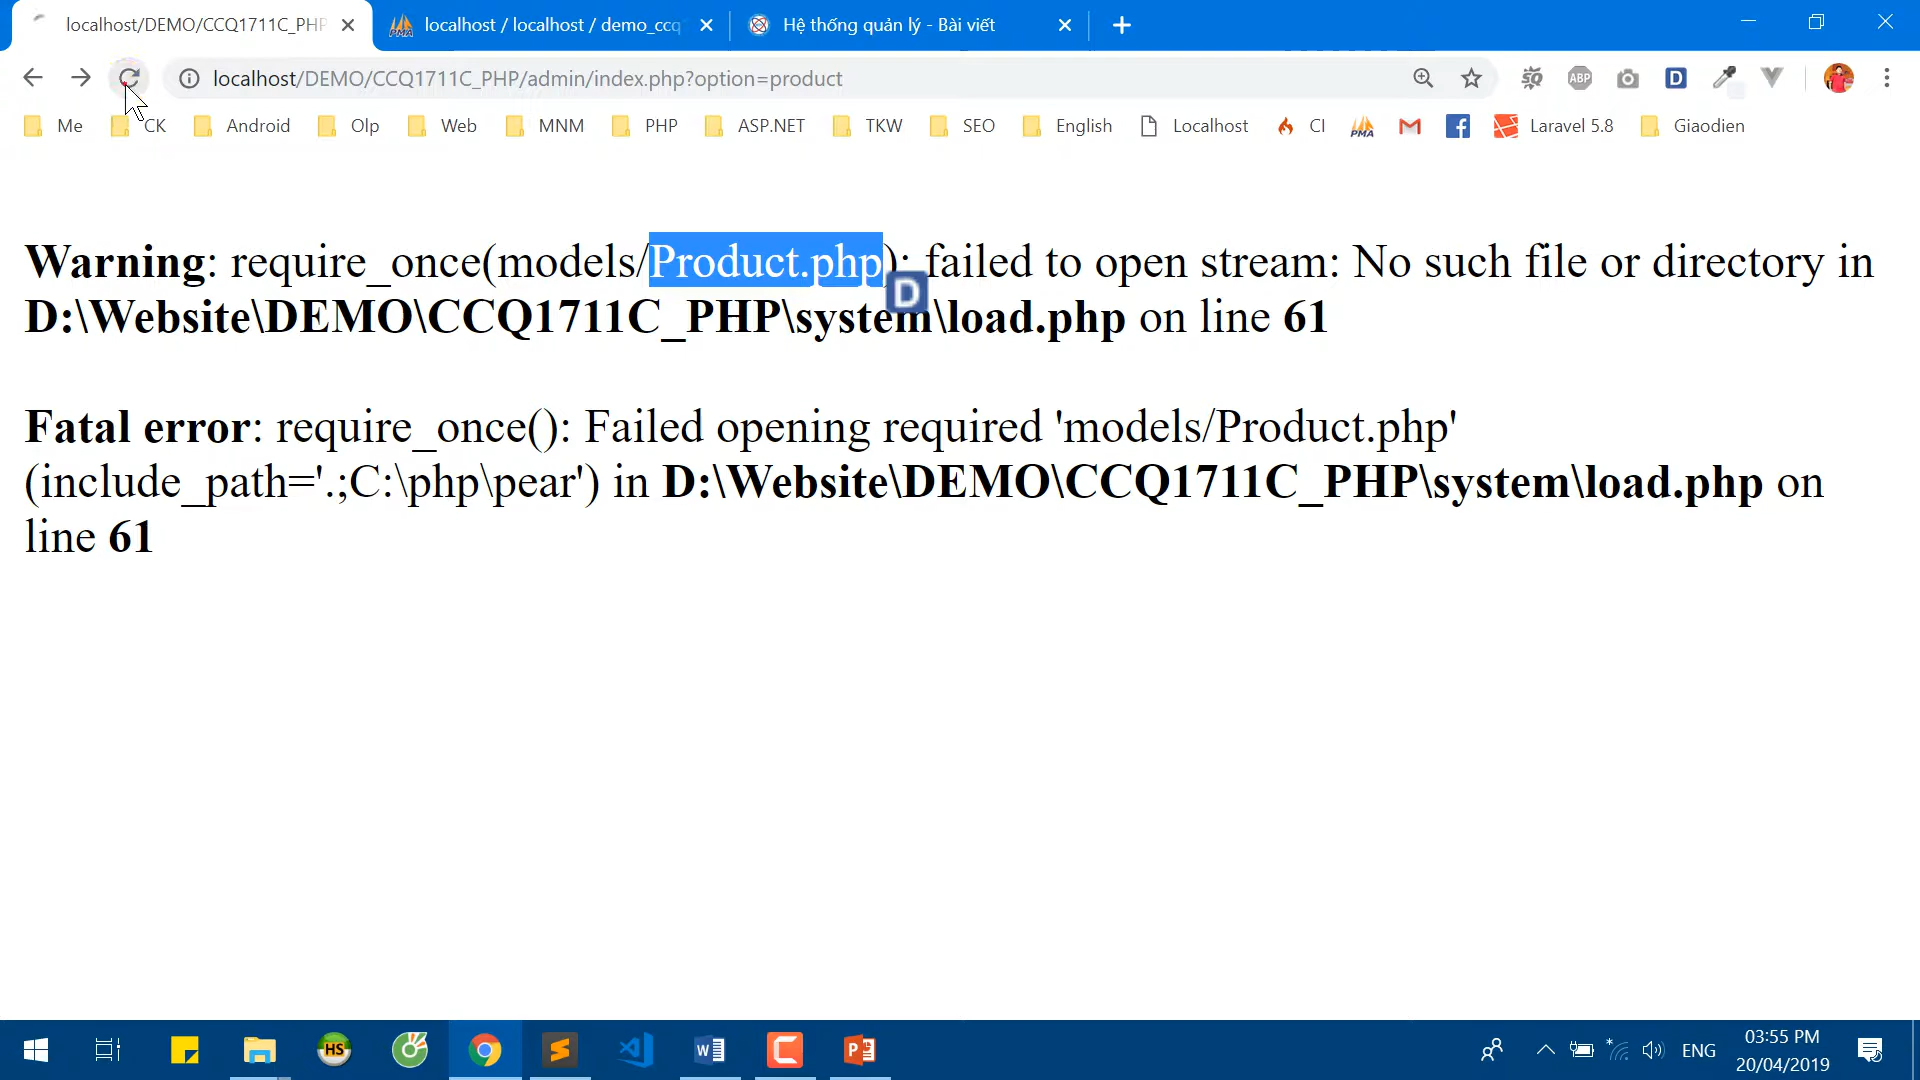 localhost/DEMO/CCQ1711C_PHP
localhost / localhost / demo_ccq
Hệ thống quản lý - Bài viết
localhost/DEMO/CCQ1711C_PHP/admin/index.php?option=product
ABP
D
Me
CK
Android
Olp
Web
MNM
PHP
ASP.NET
TKW
SEO
English
Localhost
CI
PMA
Laravel 5.8
Giaodien
Warning: require_once(models/Product.php): failed to open stream: No such file or directory in
D:\Website\DEMO\CCQ1711C_PHP\system\load.php on line 61
D
Fatal error: require_once(): Failed opening required 'models/Product.php'
(include_path='.;C:\php\pear') in D:\Website\DEMO\CCQ1711C_PHP\system\load.php on
line 61
HS
ENG
03:55 PM
20/04/2019